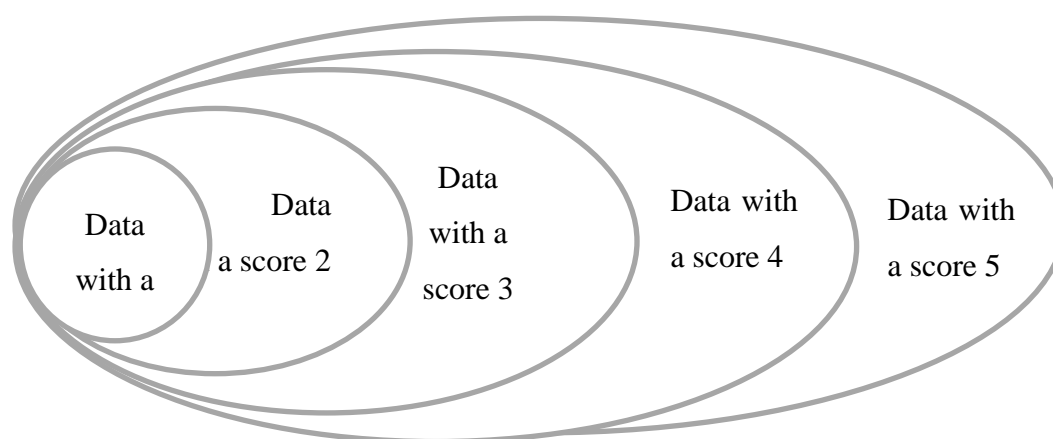 Data
with a
Data
a score 2
Data
with a
score 3
Data with
a score 4
Data with
a score 5